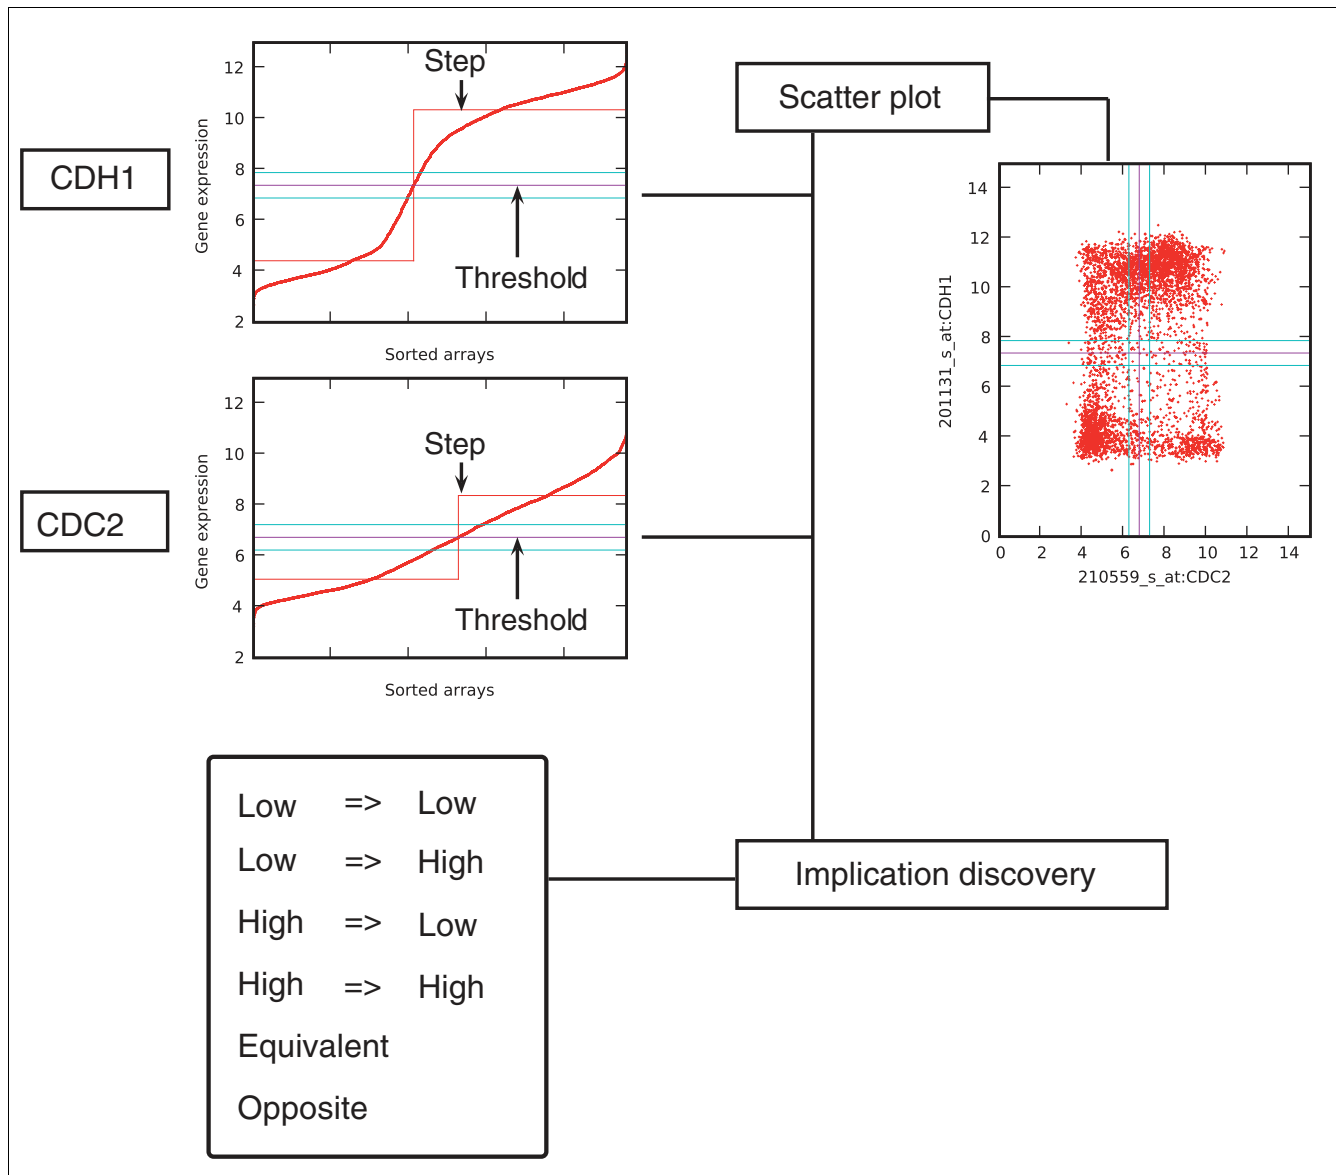 CDH1
Gene expression
12
10
8
6
4
2
Step
Threshold
Sorted arrays
CDC2
Gene expression
12
10
8
6
4
2
Step
Threshold
Sorted arrays
Scatter plot
201131_s_at:CDH1
14
12
10
8
6
4
2
0
0 2 4 6 8 10 12 14
210559_s_at:CDC2
Low => Low
Low => High
High => Low
High => High
Equivalent
Opposite
Implication discovery